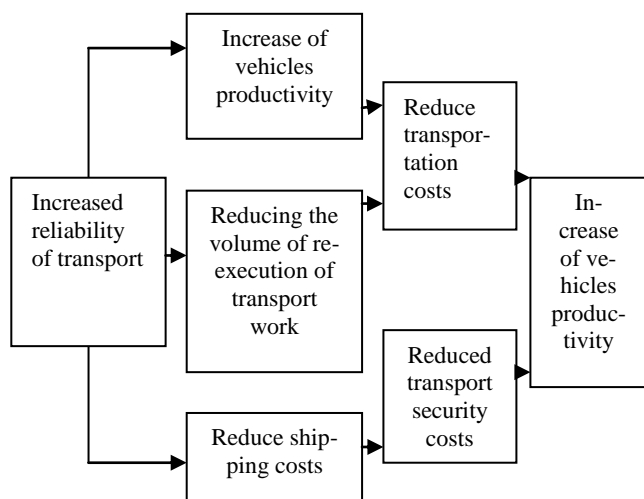 Increase of
vehicles
productivity
Reduce
transpor-
tation
costs
Increased
reliability
of transport
Reducing the
volume of re-
execution of
transport
work
In-
crease
of ve-
hicles
produc-
tivity
Reduced
transport
security
costs
Reduce ship-
ping costs